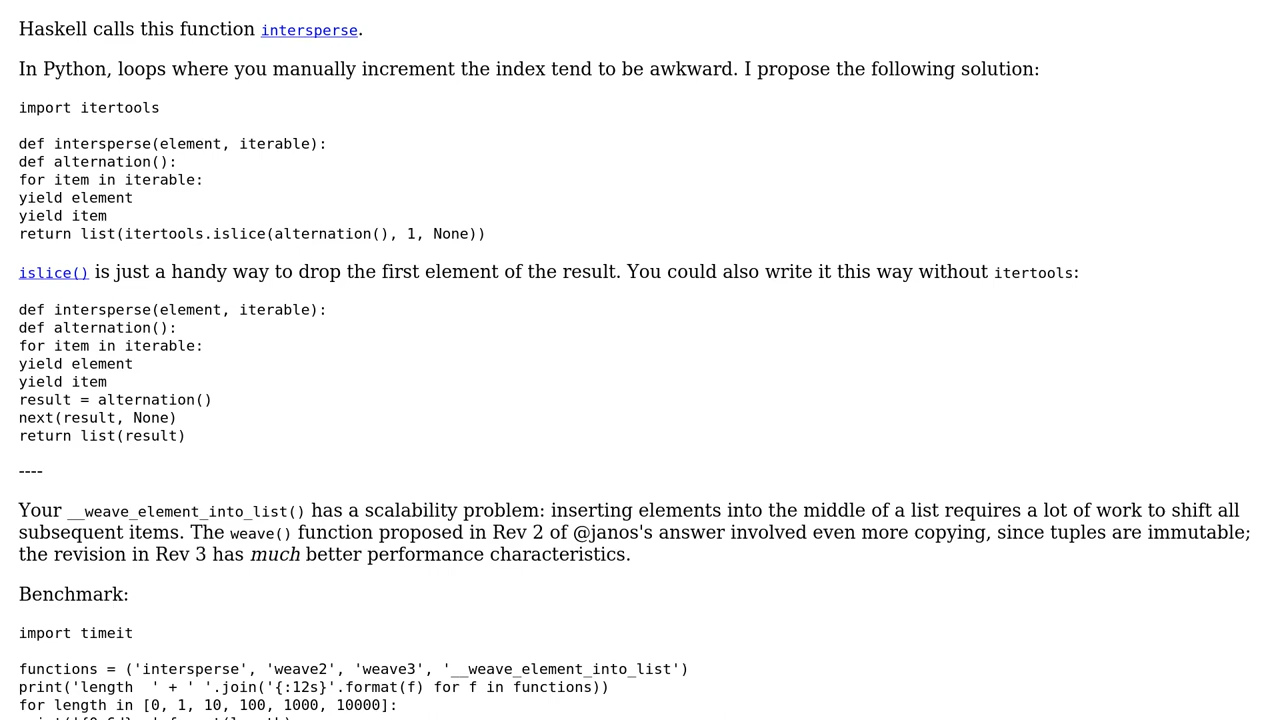 Haskell calls this function intersperse.
In Python, loops where you manually increment the index tend to be awkward. I propose the following solution:
import itertools
def intersperse(element, iterable):
def alternation():
for item in iterable:
yield element
yield item
return list(itertools.islice(alternation(), 1, None))
islice() is just a handy way to drop the first element of the result. You could also write it this way without itertools:
def intersperse(element, iterable):
def alternation():
for item in iterable:
yield element
yield item
result = alternation()
next(result, None)
return list(result)
----
Your __weave_element_into_list() has a scalability problem: inserting elements into the middle of a list requires a lot of work to shift all
subsequent items. The weave() function proposed in Rev 2 of @janos's answer involved even more copying, since tuples are immutable;
the revision in Rev 3 has much better performance characteristics.
Benchmark:
import timeit
functions = ('intersperse', 'weave2', 'weave3', '__weave_element_into_list')
print('length  ' + ' '.join('{:12s}'.format(f) for f in functions))
for length in [0, 1, 10, 100, 1000, 10000]: